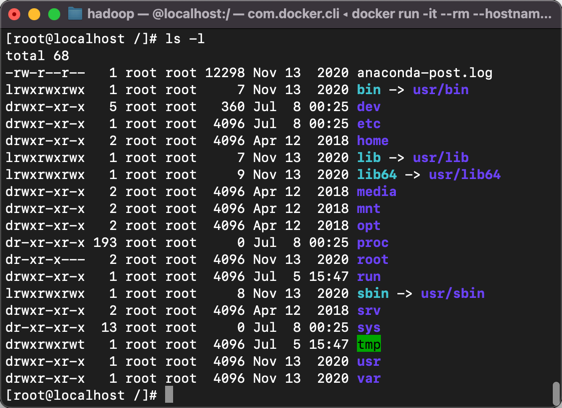 hadoop — @localhost:/ — com.docker.cli ◂ docker run -it --rm --hostnam...
[root@localhost /]# ls -l
total 68
-rw-r--r--   1 root root 12298 Nov 13  2020 anaconda-post.log
lrwxrwxrwx   1 root root     7 Nov 13  2020 bin -> usr/bin
drwxr-xr-x   5 root root   360 Jul  8 00:25 dev
drwxr-xr-x   1 root root  4096 Jul  8 00:25 etc
drwxr-xr-x   2 root root  4096 Apr 12  2018 home
lrwxrwxrwx   1 root root     7 Nov 13  2020 lib -> usr/lib
lrwxrwxrwx   1 root root     9 Nov 13  2020 lib64 -> usr/lib64
drwxr-xr-x   2 root root  4096 Apr 12  2018 media
drwxr-xr-x   2 root root  4096 Apr 12  2018 mnt
drwxr-xr-x   2 root root  4096 Apr 12  2018 opt
dr-xr-xr-x 193 root root     0 Jul  8 00:25 proc
dr-xr-x---   2 root root  4096 Nov 13  2020 root
drwxr-xr-x   1 root root  4096 Jul  5 15:47 run
lrwxrwxrwx   1 root root     8 Nov 13  2020 sbin -> usr/sbin
drwxr-xr-x   2 root root  4096 Apr 12  2018 srv
dr-xr-xr-x  13 root root     0 Jul  8 00:25 sys
drwxrwxrwt   1 root root  4096 Jul  5 15:47 tmp
drwxr-xr-x   1 root root  4096 Nov 13  2020 usr
drwxr-xr-x   1 root root  4096 Nov 13  2020 var
[root@localhost /]#